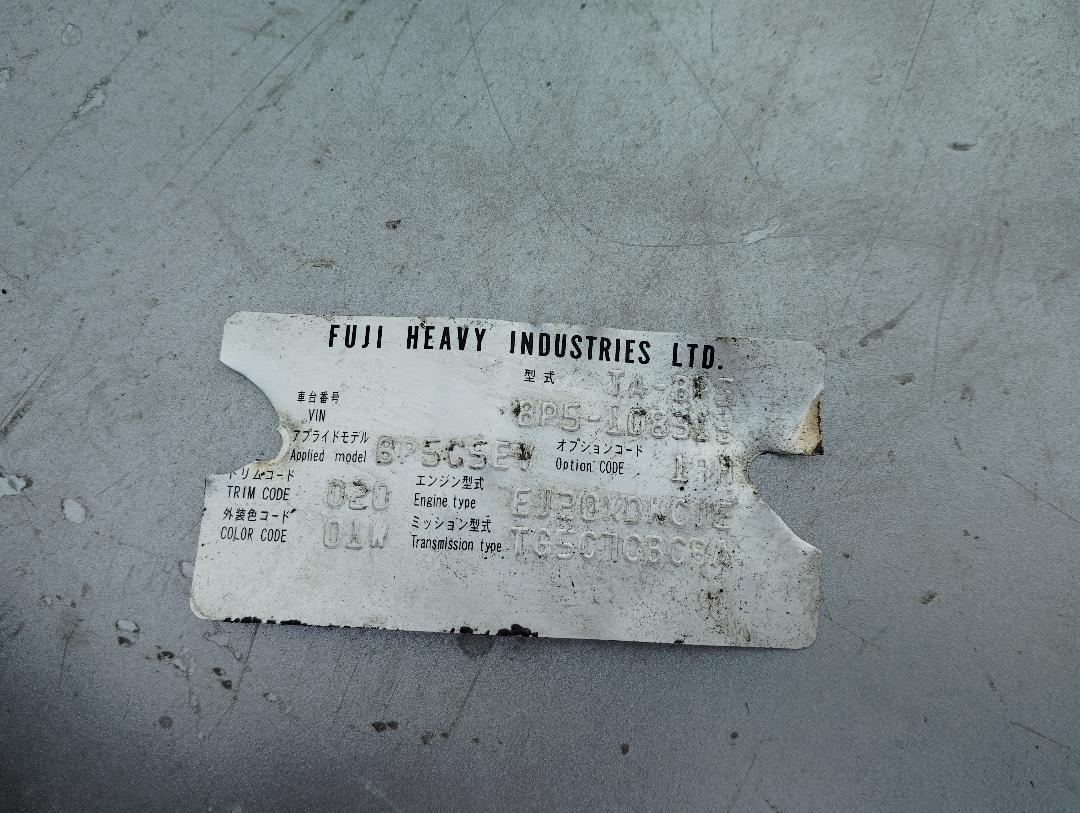 FUJI HEAVY INDUSTRIES LTD.
型式 TA-BP5
車台番号
VIN
アプライドモデル
Applied model BP5C5EV
オプションコード
Option CODE
トリムコード
TRIM CODE 020
エンジン型式
Engine type
外装色コード
COLOR CODE 01W
ミッション型式
Transmission type